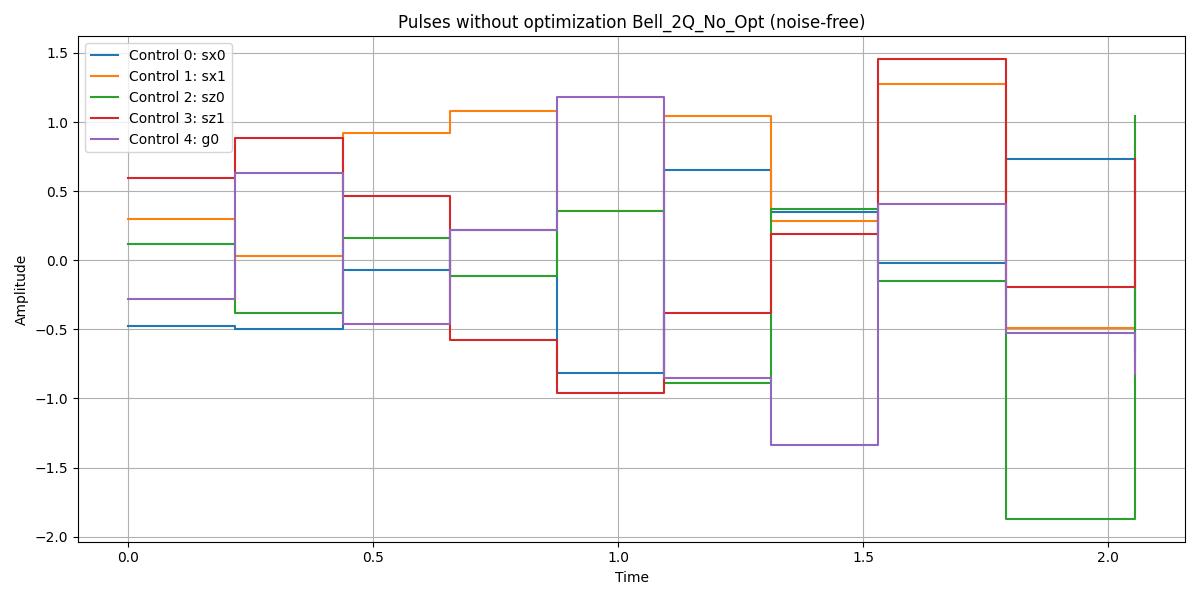 Pulses without optimization Bell_2Q_No_Opt (noise-free)
Control 0: sx0
Control 1: sx1
Control 2: sz0
Control 3: sz1
Control 4: g0
Amplitude
1.5
1.0
0.5
0.0
−0.5
−1.0
−1.5
−2.0
0.0 0.5 1.0 1.5 2.0
Time